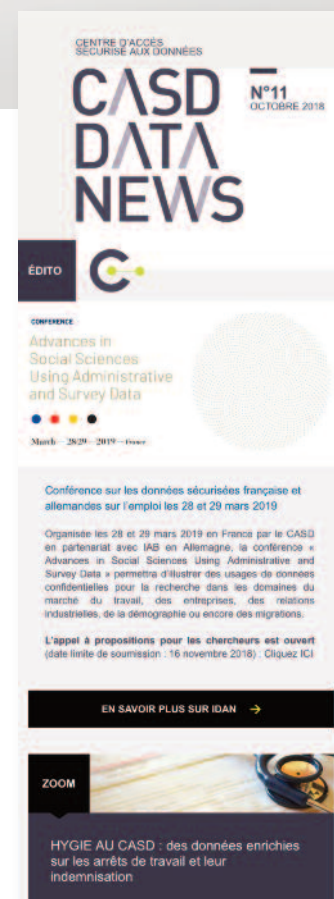 CENTRE D'ACCÈS
SÉCURISÉ AUX DONNÉES
CASD
DATA
NEWS
N°11
OCTOBRE 2018
ÉDITO
CONFERENCE
Advances in
Social Sciences
Using Administrative
and Survey Data
March 28/29 2019 France
Conférence sur les données sécurisées française et
allemandes sur l'emploi les 28 et 29 mars 2019
Organisée les 28 et 29 mars 2019 en France par le CASD
en partenariat avec IAB en Allemagne, la conférence «
Advances in Social Sciences Using Administrative and
Survey Data » permettra d'illustrer des usages de données
confidentielles pour la recherche dans les domaines du
marché du travail, des entreprises, des relations
industrielles, de la démographie ou encore des migrations.
L'appel à propositions pour les chercheurs est ouvert
(date limite de soumission : 16 novembre 2018) : Cliquez ICI
EN SAVOIR PLUS SUR IDAN →
ZOOM
HYGIE AU CASD : des données enrichies
sur les arrêts de travail et leur
indemnisation